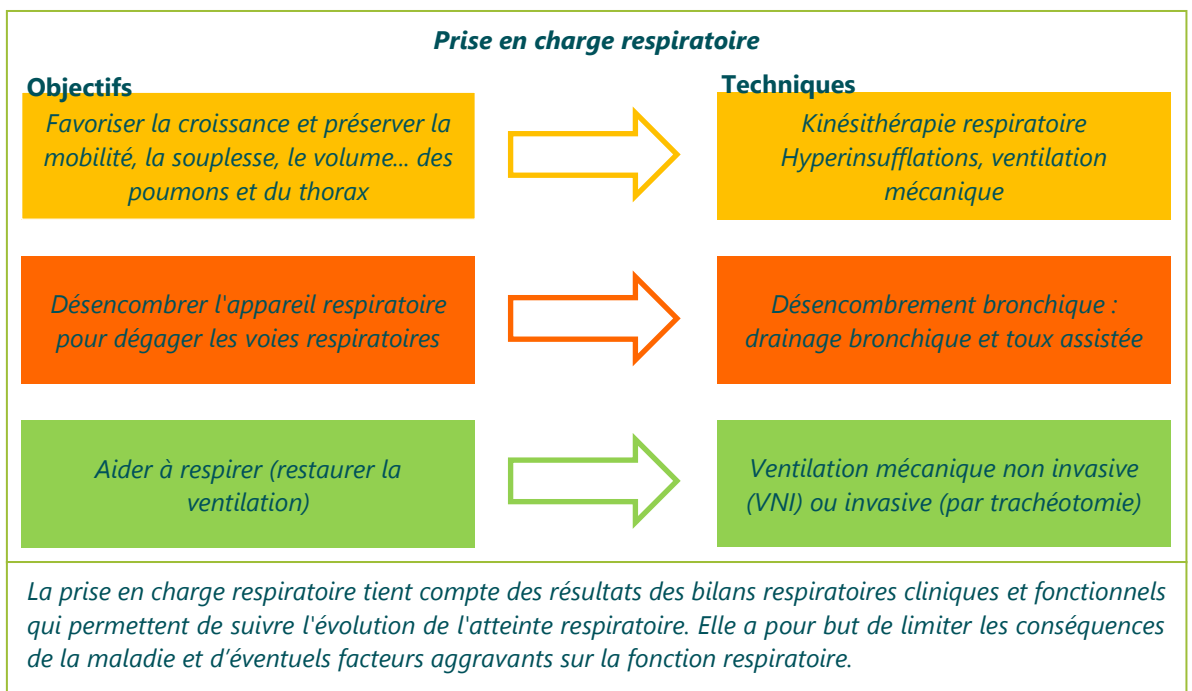 Prise en charge respiratoire
Objectifs
Techniques
Favoriser la croissance et préserver la
mobilité, la souplesse, le volume... des
poumons et du thorax
Kinésithérapie respiratoire
Hyperinsufflations, ventilation
mécanique
Désencombrer l'appareil respiratoire
pour dégager les voies respiratoires
Désencombrement bronchique :
drainage bronchique et toux assistée
Aider à respirer (restaurer la
ventilation)
Ventilation mécanique non invasive
(VNI) ou invasive (par trachéotomie)
La prise en charge respiratoire tient compte des résultats des bilans respiratoires cliniques et fonctionnels
qui permettent de suivre l'évolution de l'atteinte respiratoire. Elle a pour but de limiter les conséquences
de la maladie et d’éventuels facteurs aggravants sur la fonction respiratoire.